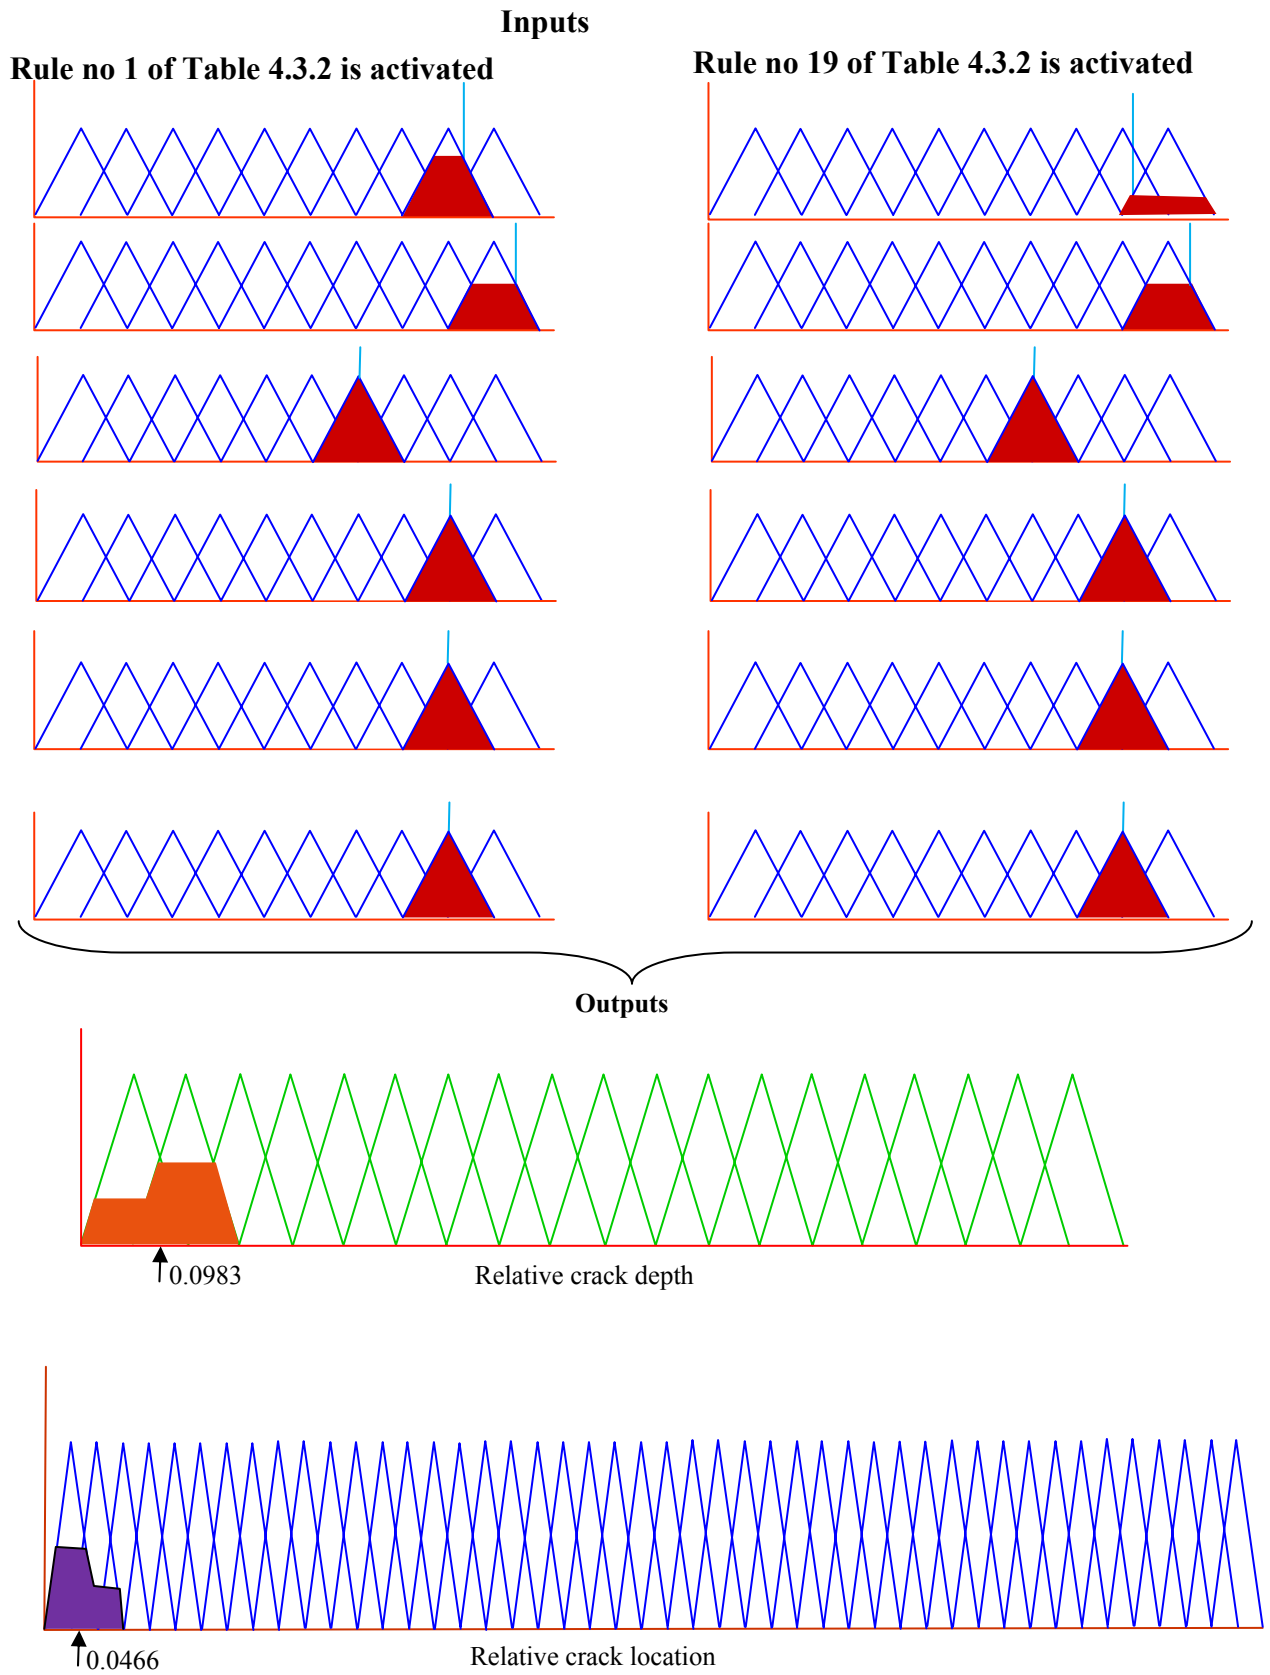 Inputs
Rule no 1 of Table 4.3.2 is activated
Rule no 19 of Table 4.3.2 is activated
Outputs
0.0983
Relative crack depth
0.0466
Relative crack location